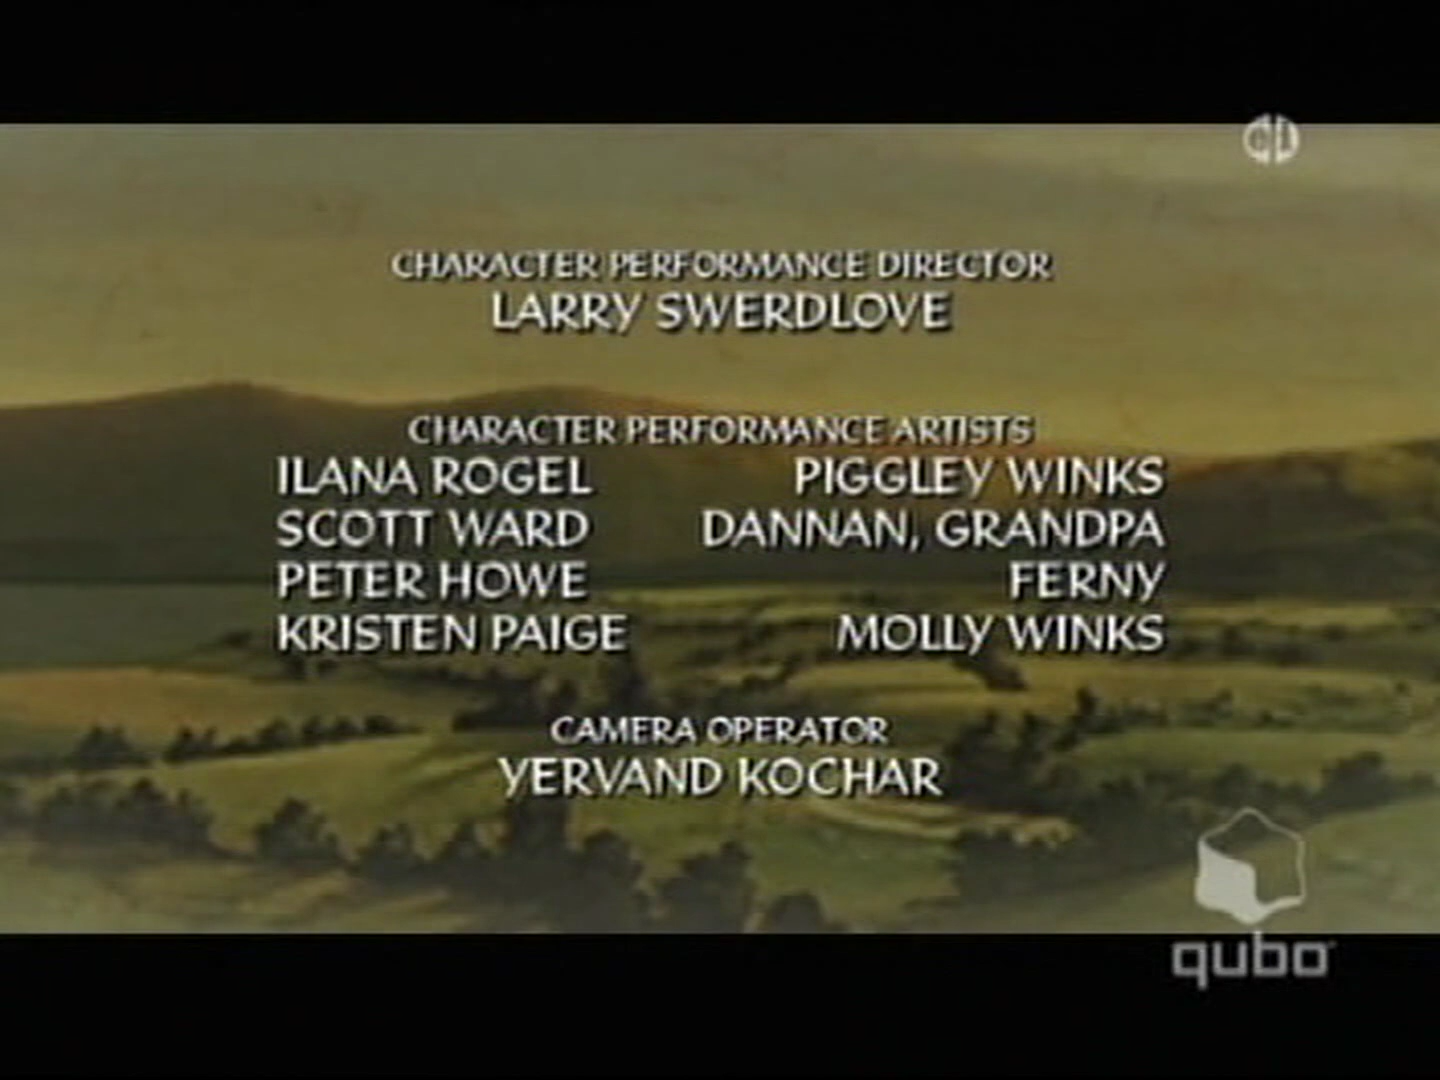 e/i
CHARACTER PERFORMANCE DIRECTOR
LARRY SWERDLOVE
CHARACTER PERFORMANCE ARTISTS
ILANA ROGEL PIGGLEY WINKS
SCOTT WARD DANNAN, GRANDPA
PETER HOWE FERNY
KRISTEN PAIGE MOLLY WINKS
CAMERA OPERATOR
YERVAND KOCHAR
qubo